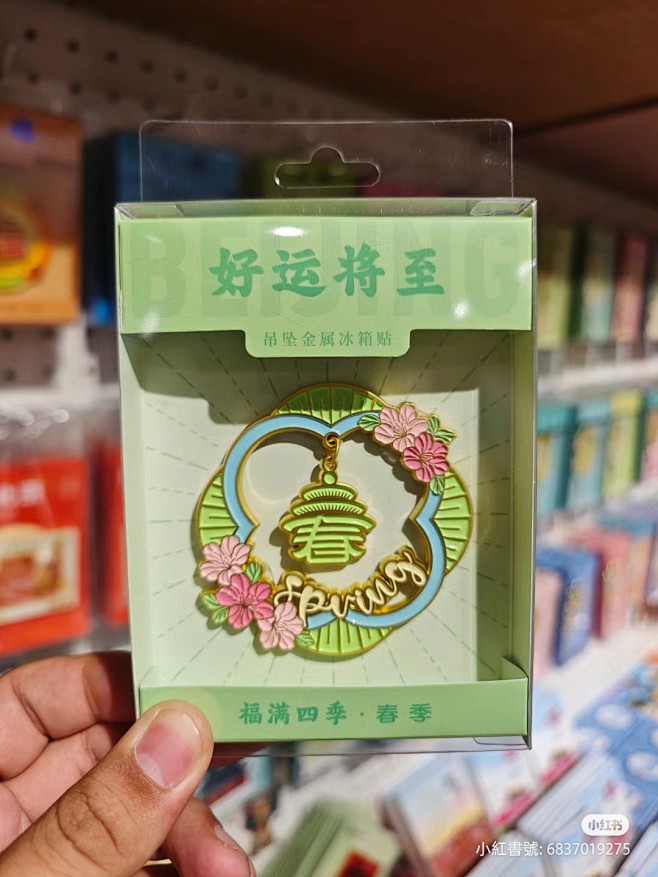 BEIJING
好运将至
吊坠金属冰箱贴
春
Spring
福满四季·春季
小红书
小紅書號: 6837019275